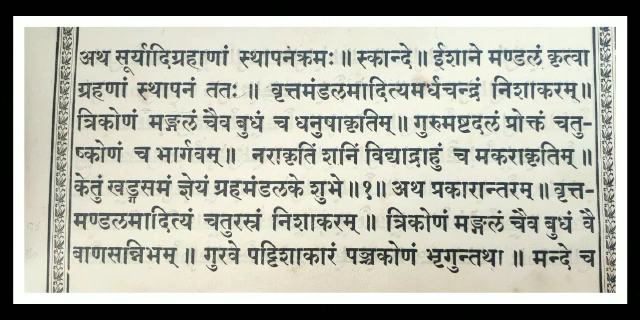 अथ सूर्यादिग्रहाणां स्थापनक्रमः ॥ स्कान्दे ॥ ईशाने मण्डलं कृत्वा
ग्रहणां स्थापनं ततः ॥ वृत्तमंडलमादित्यमर्धचन्द्रं निशाकरम् ॥
त्रिकोणं मङ्गलं चैव बुधं च धनुषाकृतिम् ॥ गुरुमष्टदलं प्रोक्तं चतु-
ष्कोणं च भार्गवम् ॥ नराकृतिं शनिं विद्याद्राहुं च मकराकृतिम् ॥
केतुं खड्गसमं ज्ञेयं ग्रहमंडलके शुभे ॥१॥ अथ प्रकारान्तरम् ॥ वृत्त-
मण्डलमादित्यं चतुरस्रं निशाकरम् ॥ त्रिकोणं मङ्गलं चैव बुधं वै
बाणसन्निभम् ॥ गुरवे पट्टिशाकारं पञ्चकोणं भृगुन्तथा ॥ मन्दे च